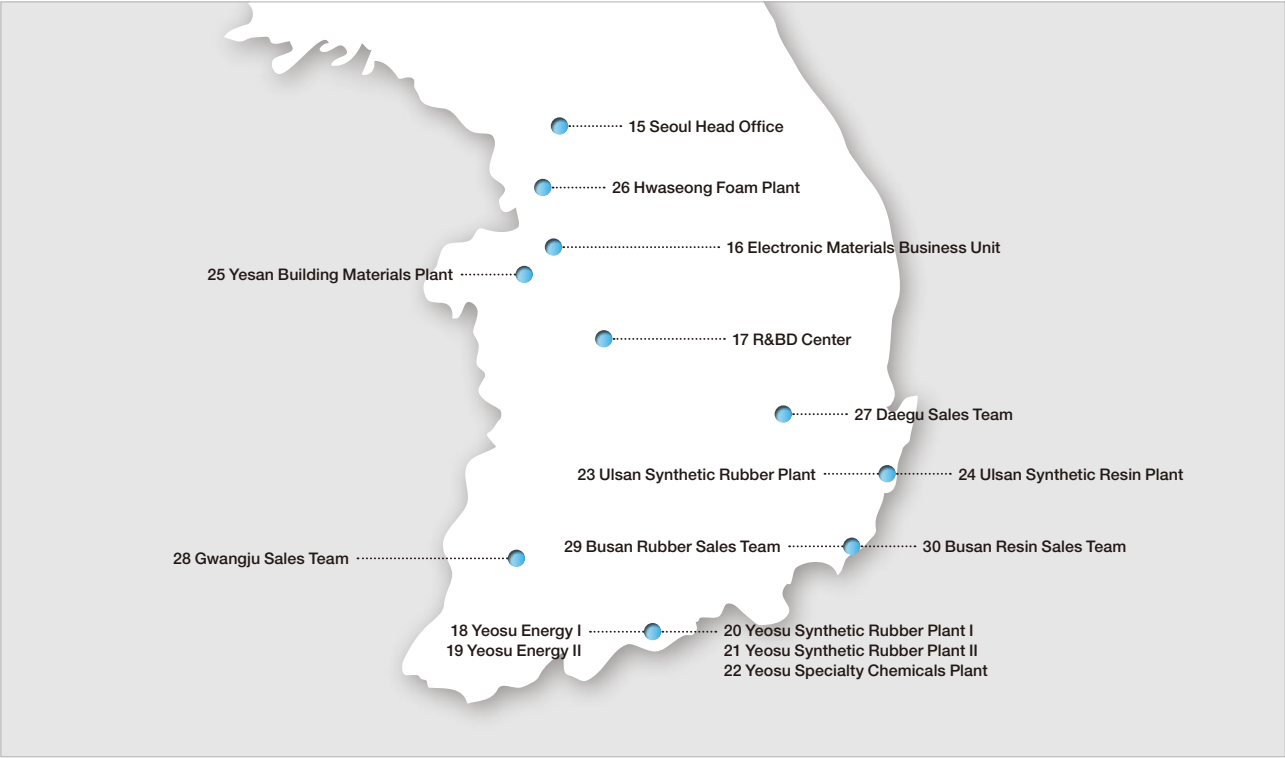 15 Seoul Head Office
26 Hwaseong Foam Plant
16 Electronic Materials Business Unit
25 Yesan Building Materials Plant
17 R&BD Center
27 Daegu Sales Team
23 Ulsan Synthetic Rubber Plant
24 Ulsan Synthetic Resin Plant
29 Busan Rubber Sales Team
30 Busan Resin Sales Team
28 Gwangju Sales Team
18 Yeosu Energy I
19 Yeosu Energy II
20 Yeosu Synthetic Rubber Plant I
21 Yeosu Synthetic Rubber Plant II
22 Yeosu Specialty Chemicals Plant